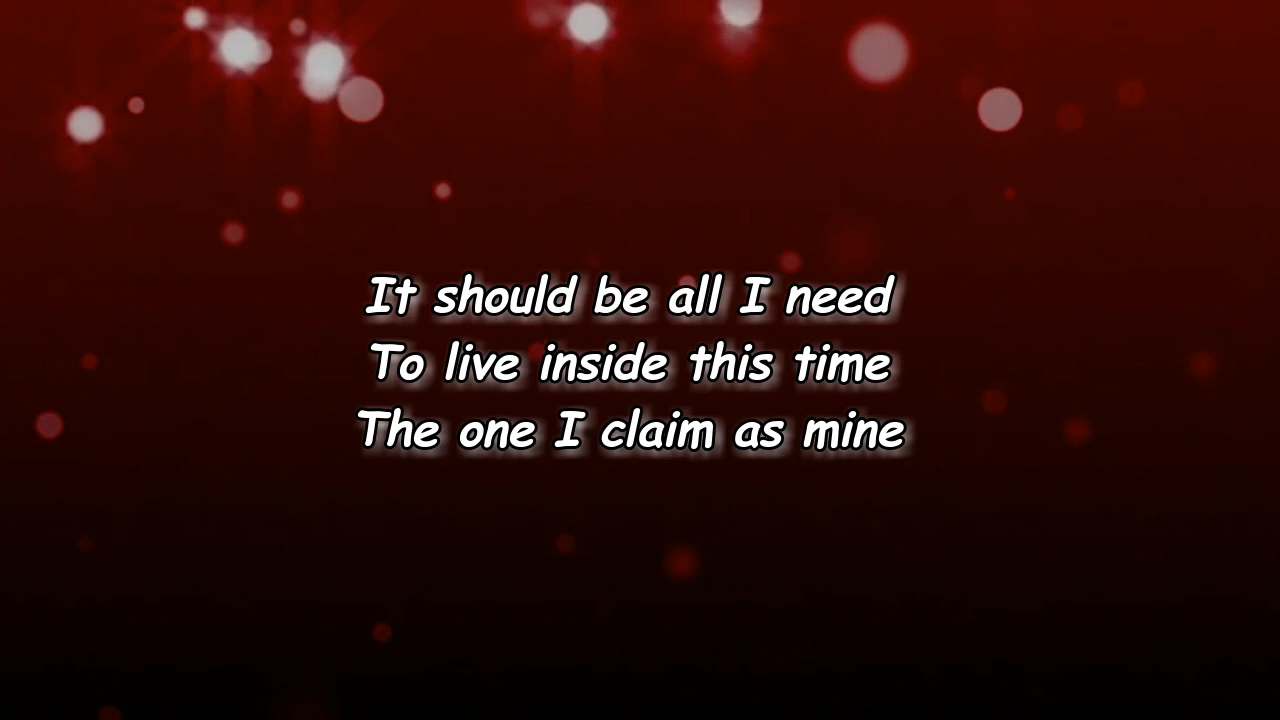 It should be all I need
To live inside this time
The one I claim as mine